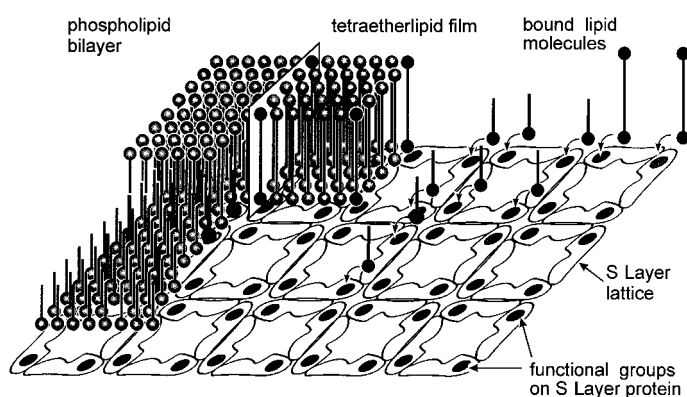 phospholipid
bilayer
tetraetherlipid film
bound lipid
molecules
S Layer
lattice
functional groups
on S Layer protein